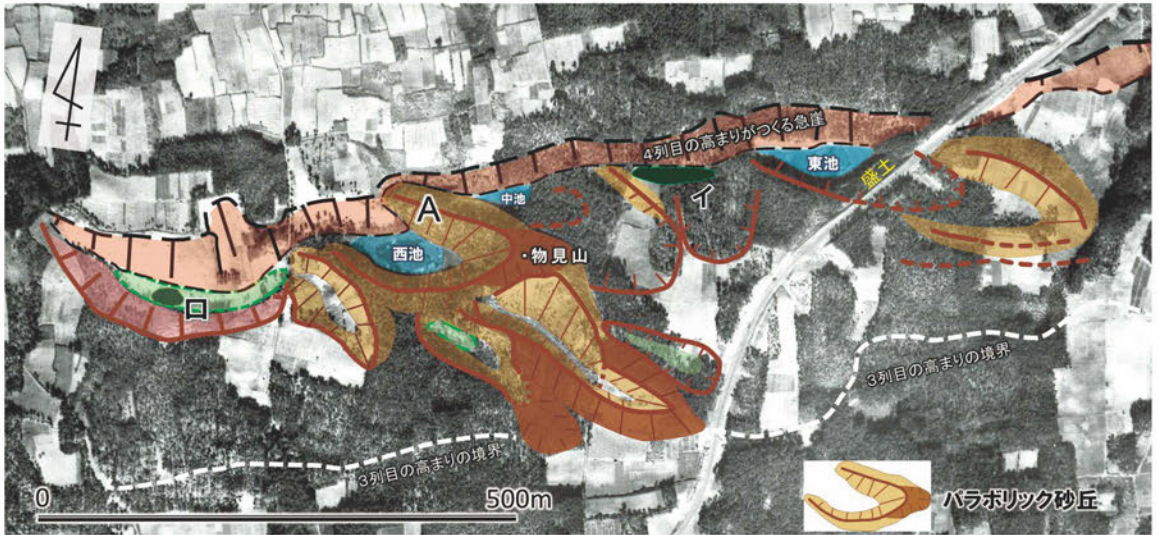 4列目の高まりがつくる急崖
東池
盛土
中池
A
イ
西池
・物見山
ロ
3列目の高まりの境界
3列目の高まりの境界
0
500m
パラボリック砂丘